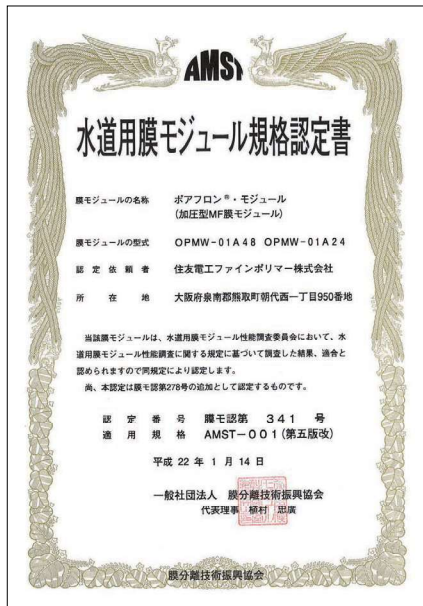 AMST
水道用膜モジュール規格認定書
膜モジュールの名称 ポアフロン®・モジュール
(加圧型MF膜モジュール)
膜モジュールの型式 OPMW-01A48 OPMW-01A24
認定依頼者 住友電工ファインポリマー株式会社
所在地 大阪府泉南郡熊取町朝代西一丁目950番地
当該膜モジュールは、水道用膜モジュール性能調査委員会において、水
道用膜モジュール性能調査に関する規定に基づいて調査した結果、適合と
認められますので同規定により認定します。
尚、本認定は膜モ認第278号の追加として認定するものです。
認定番号 膜モ認第 341 号
適用規格 AMST-001(第五版改)
平成 22 年 1 月 14 日
一般社団法人 膜分離技術振興協会
代表理事 植村 忠廣
膜分離技術振興協会